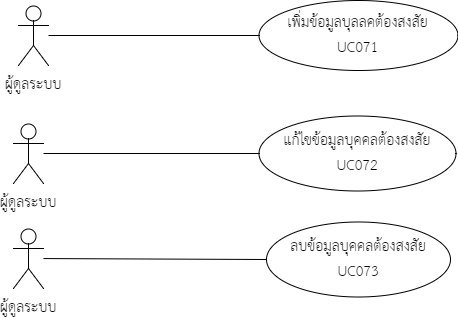 เพิ่มข้อมูลบุลลคต้องสงสัย
UC071
ผู้ดูลระบบ
แก้ไขข้อมูลบุคคลต้องสงสัย
UC072
ผู้ดูลระบบ
ลบข้อมูลบุคคลต้องสงสัย
UC073
ผู้ดูลระบบ